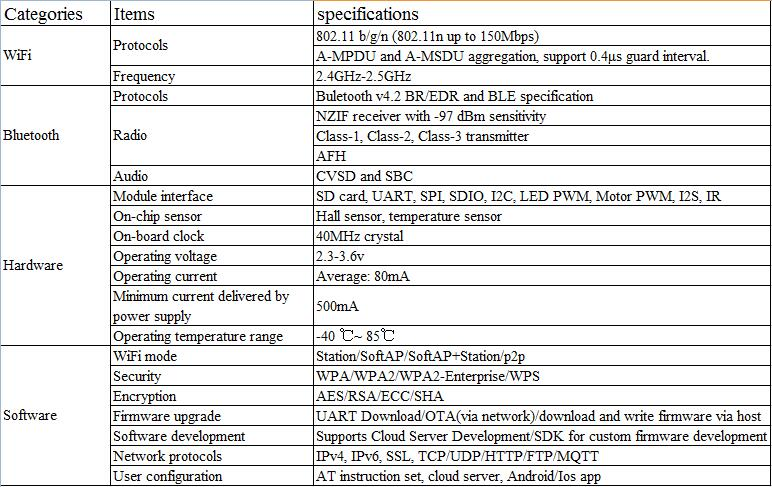 Categories Items specifications
WiFi Protocols 802.11 b/g/n (802.11n up to 150Mbps)
A-MPDU and A-MSDU aggregation, support 0.4μs guard interval.
Frequency 2.4GHz-2.5GHz
Bluetooth Protocols Buletooth v4.2 BR/EDR and BLE specification
Radio NZIF receiver with -97 dBm sensitivity
Class-1, Class-2, Class-3 transmitter
AFH
Audio CVSD and SBC
Hardware Module interface SD card, UART, SPI, SDIO, I2C, LED PWM, Motor PWM, I2S, IR
On-chip sensor Hall sensor, temperature sensor
On-board clock 40MHz crystal
Operating voltage 2.3-3.6v
Operating current Average: 80mA
Minimum current delivered by
power supply 500mA
Operating temperature range -40 ℃~ 85℃
Software WiFi mode Station/SoftAP/SoftAP+Station/p2p
Security WPA/WPA2/WPA2-Enterprise/WPS
Encryption AES/RSA/ECC/SHA
Firmware upgrade UART Download/OTA(via network)/download and write firmware via host
Software development Supports Cloud Server Development/SDK for custom firmware development
Network protocols IPv4, IPv6, SSL, TCP/UDP/HTTP/FTP/MQTT
User configuration AT instruction set, cloud server, Android/Ios app